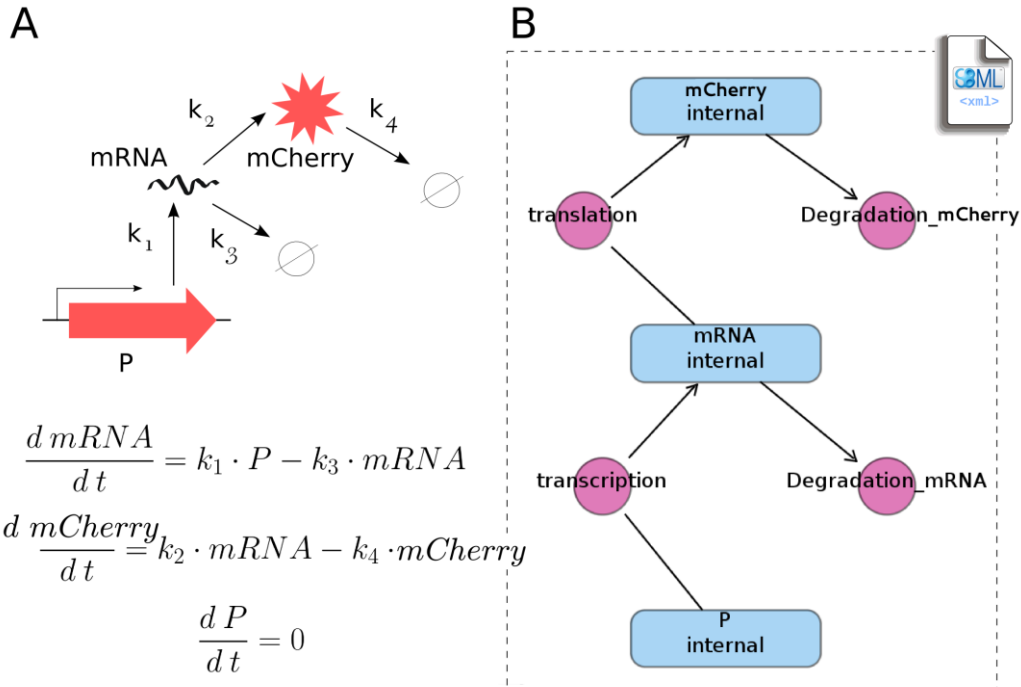 A
k₂
k₄
mRNA
mCherry
k₁
k₃
P
d mRNA / d t = k₁ · P − k₃ · mRNA
d mCherry / d t = k₂ · mRNA − k₄ · mCherry
d P / d t = 0
B
SBML
<xml>
mCherry
internal
translation
Degradation_mCherry
mRNA
internal
transcription
Degradation_mRNA
P
internal